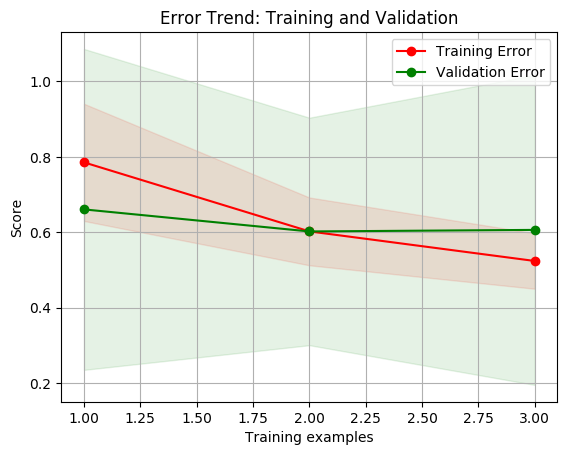 Error Trend: Training and Validation
Training Error
Validation Error
1.0
0.8
0.6
0.4
0.2
Score
1.00 1.25 1.50 1.75 2.00 2.25 2.50 2.75 3.00
Training examples